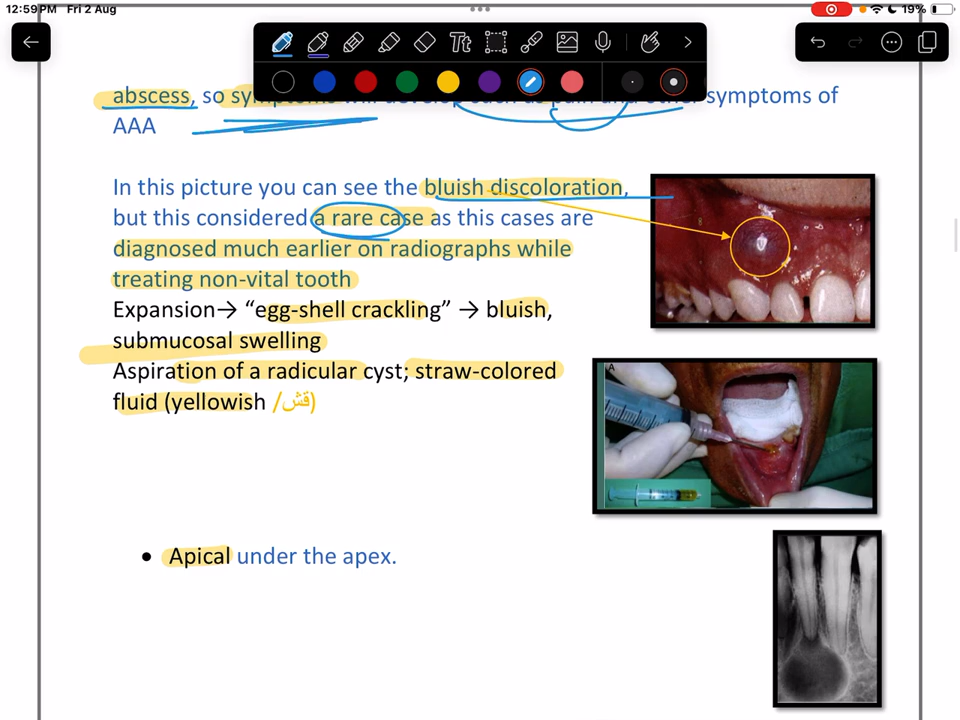 12:59 PM Fri 2 Aug
19%
Tt
abscess, so symptoms will develop such as pain and other symptoms of
AAA
In this picture you can see the bluish discoloration,
but this considered a rare case as this cases are
diagnosed much earlier on radiographs while
treating non-vital tooth
Expansion→ “egg-shell crackling” → bluish,
submucosal swelling
Aspiration of a radicular cyst; straw-colored
fluid (yellowish /قش)
A
• Apical under the apex.